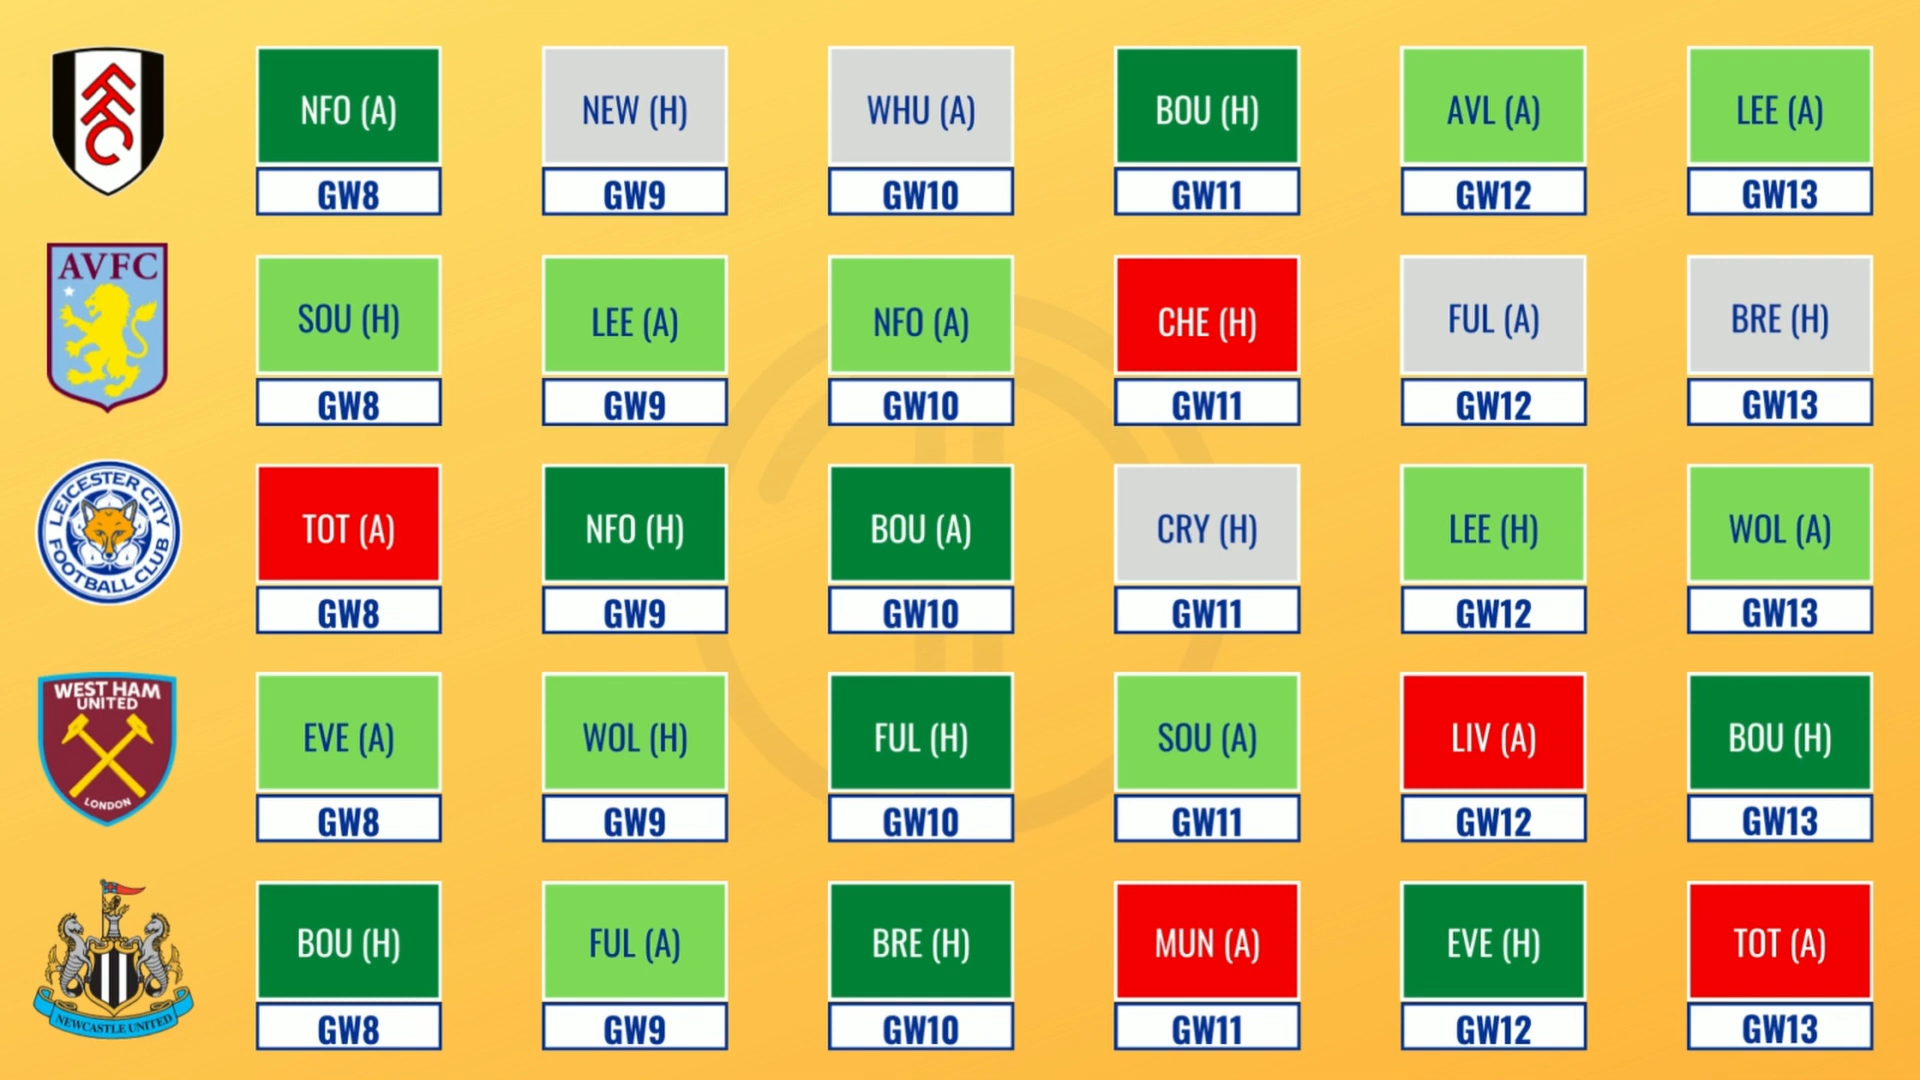 FFC
NFO (A)
NEW (H)
WHU (A)
BOU (H)
AVL (A)
LEE (A)
GW8
GW9
GW10
GW11
GW12
GW13
AVFC
SOU (H)
LEE (A)
NFO (A)
CHE (H)
FUL (A)
BRE (H)
GW8
GW9
GW10
GW11
GW12
GW13
LEICESTER CITY
FOOTBALL CLUB
TOT (A)
NFO (H)
BOU (A)
CRY (H)
LEE (H)
WOL (A)
GW8
GW9
GW10
GW11
GW12
GW13
WEST HAM
UNITED
LONDON
EVE (A)
WOL (H)
FUL (H)
SOU (A)
LIV (A)
BOU (H)
GW8
GW9
GW10
GW11
GW12
GW13
NEWCASTLE UNITED
BOU (H)
FUL (A)
BRE (H)
MUN (A)
EVE (H)
TOT (A)
GW8
GW9
GW10
GW11
GW12
GW13